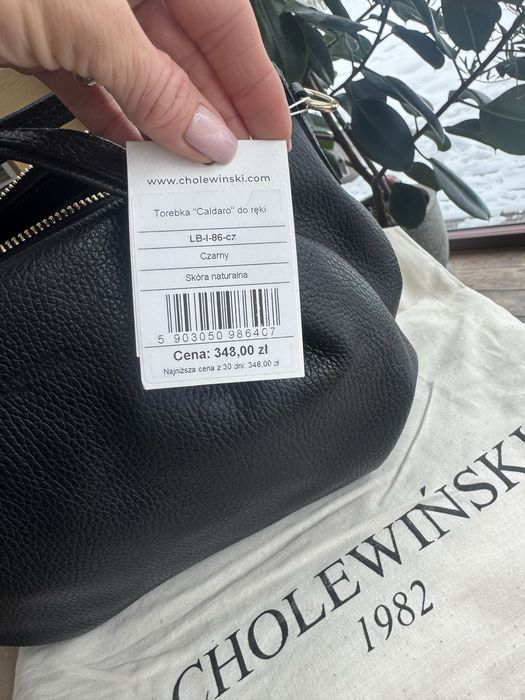 www.cholewinski.com
Torebka "Caldaro" do ręki
LB-I-86-cz
Czarny
Skóra naturalna
5 903050 986407
Cena: 348,00 zł
Najniższa cena z 30 dni: 348,00 zł
CHOLEWIŃSKI
1982